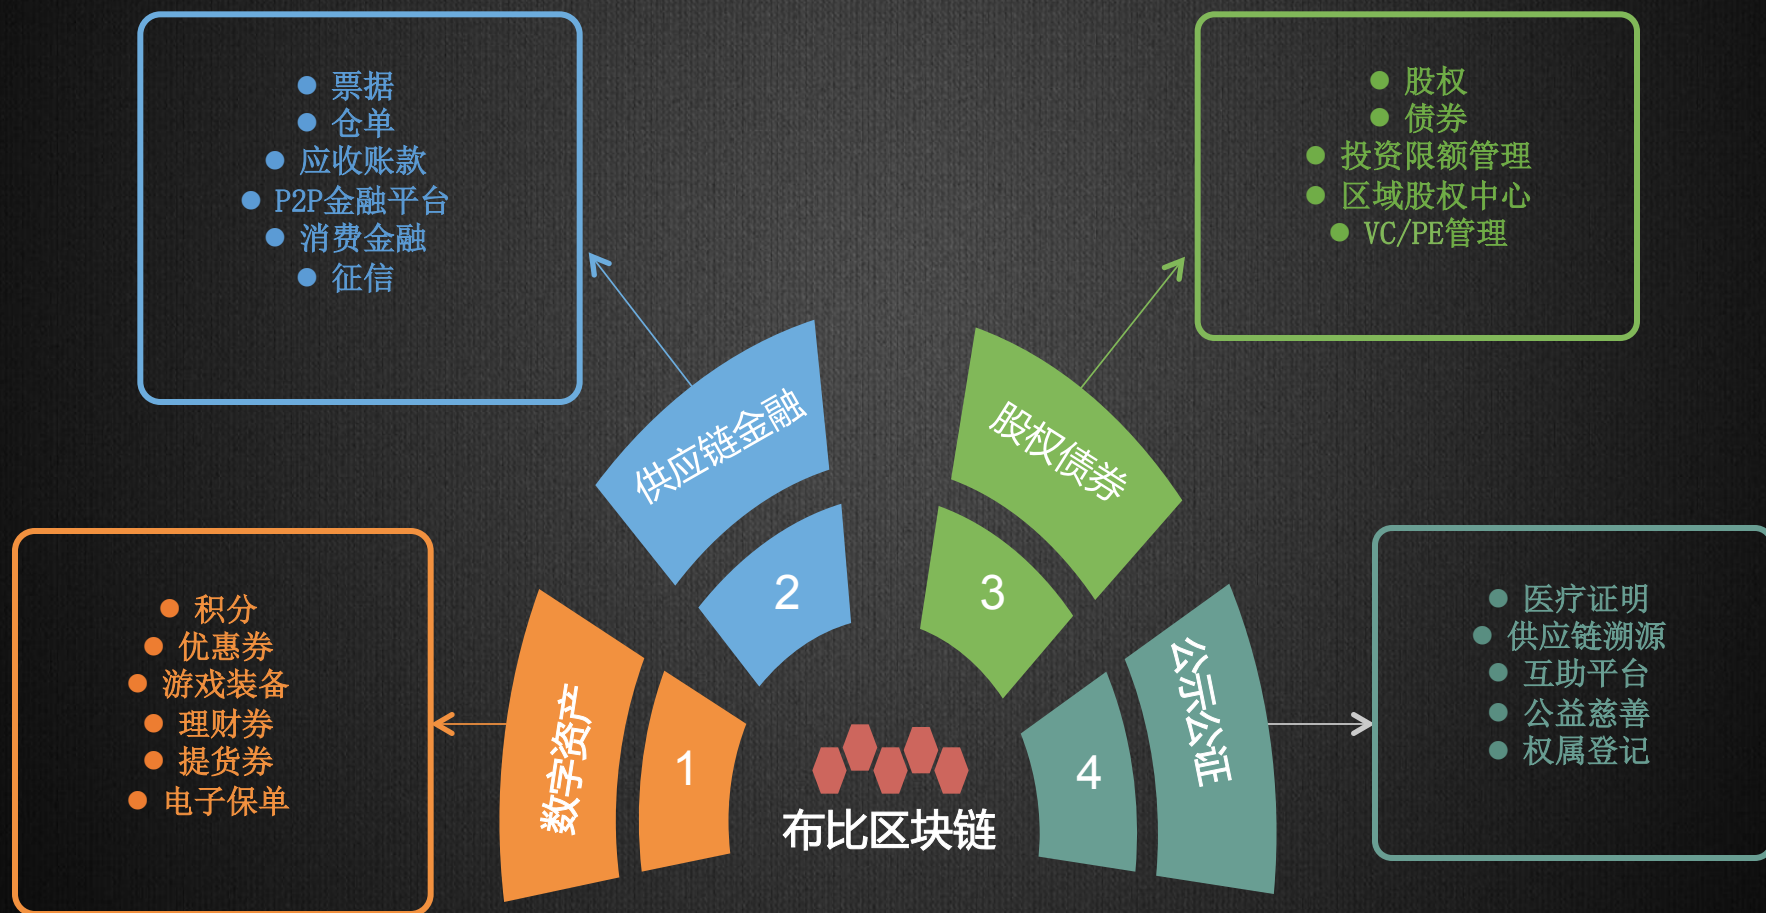 票据
仓单
应收账款
P2P金融平台
消费金融
征信
股权
债券
投资限额管理
区域股权中心
VC/PE管理
供应链金融
股权债券
2
3
积分
优惠券
游戏装备
理财券
提货券
电子保单
数字资产
1
布比区块链
4
公示公证
医疗证明
供应链溯源
互助平台
公益慈善
权属登记